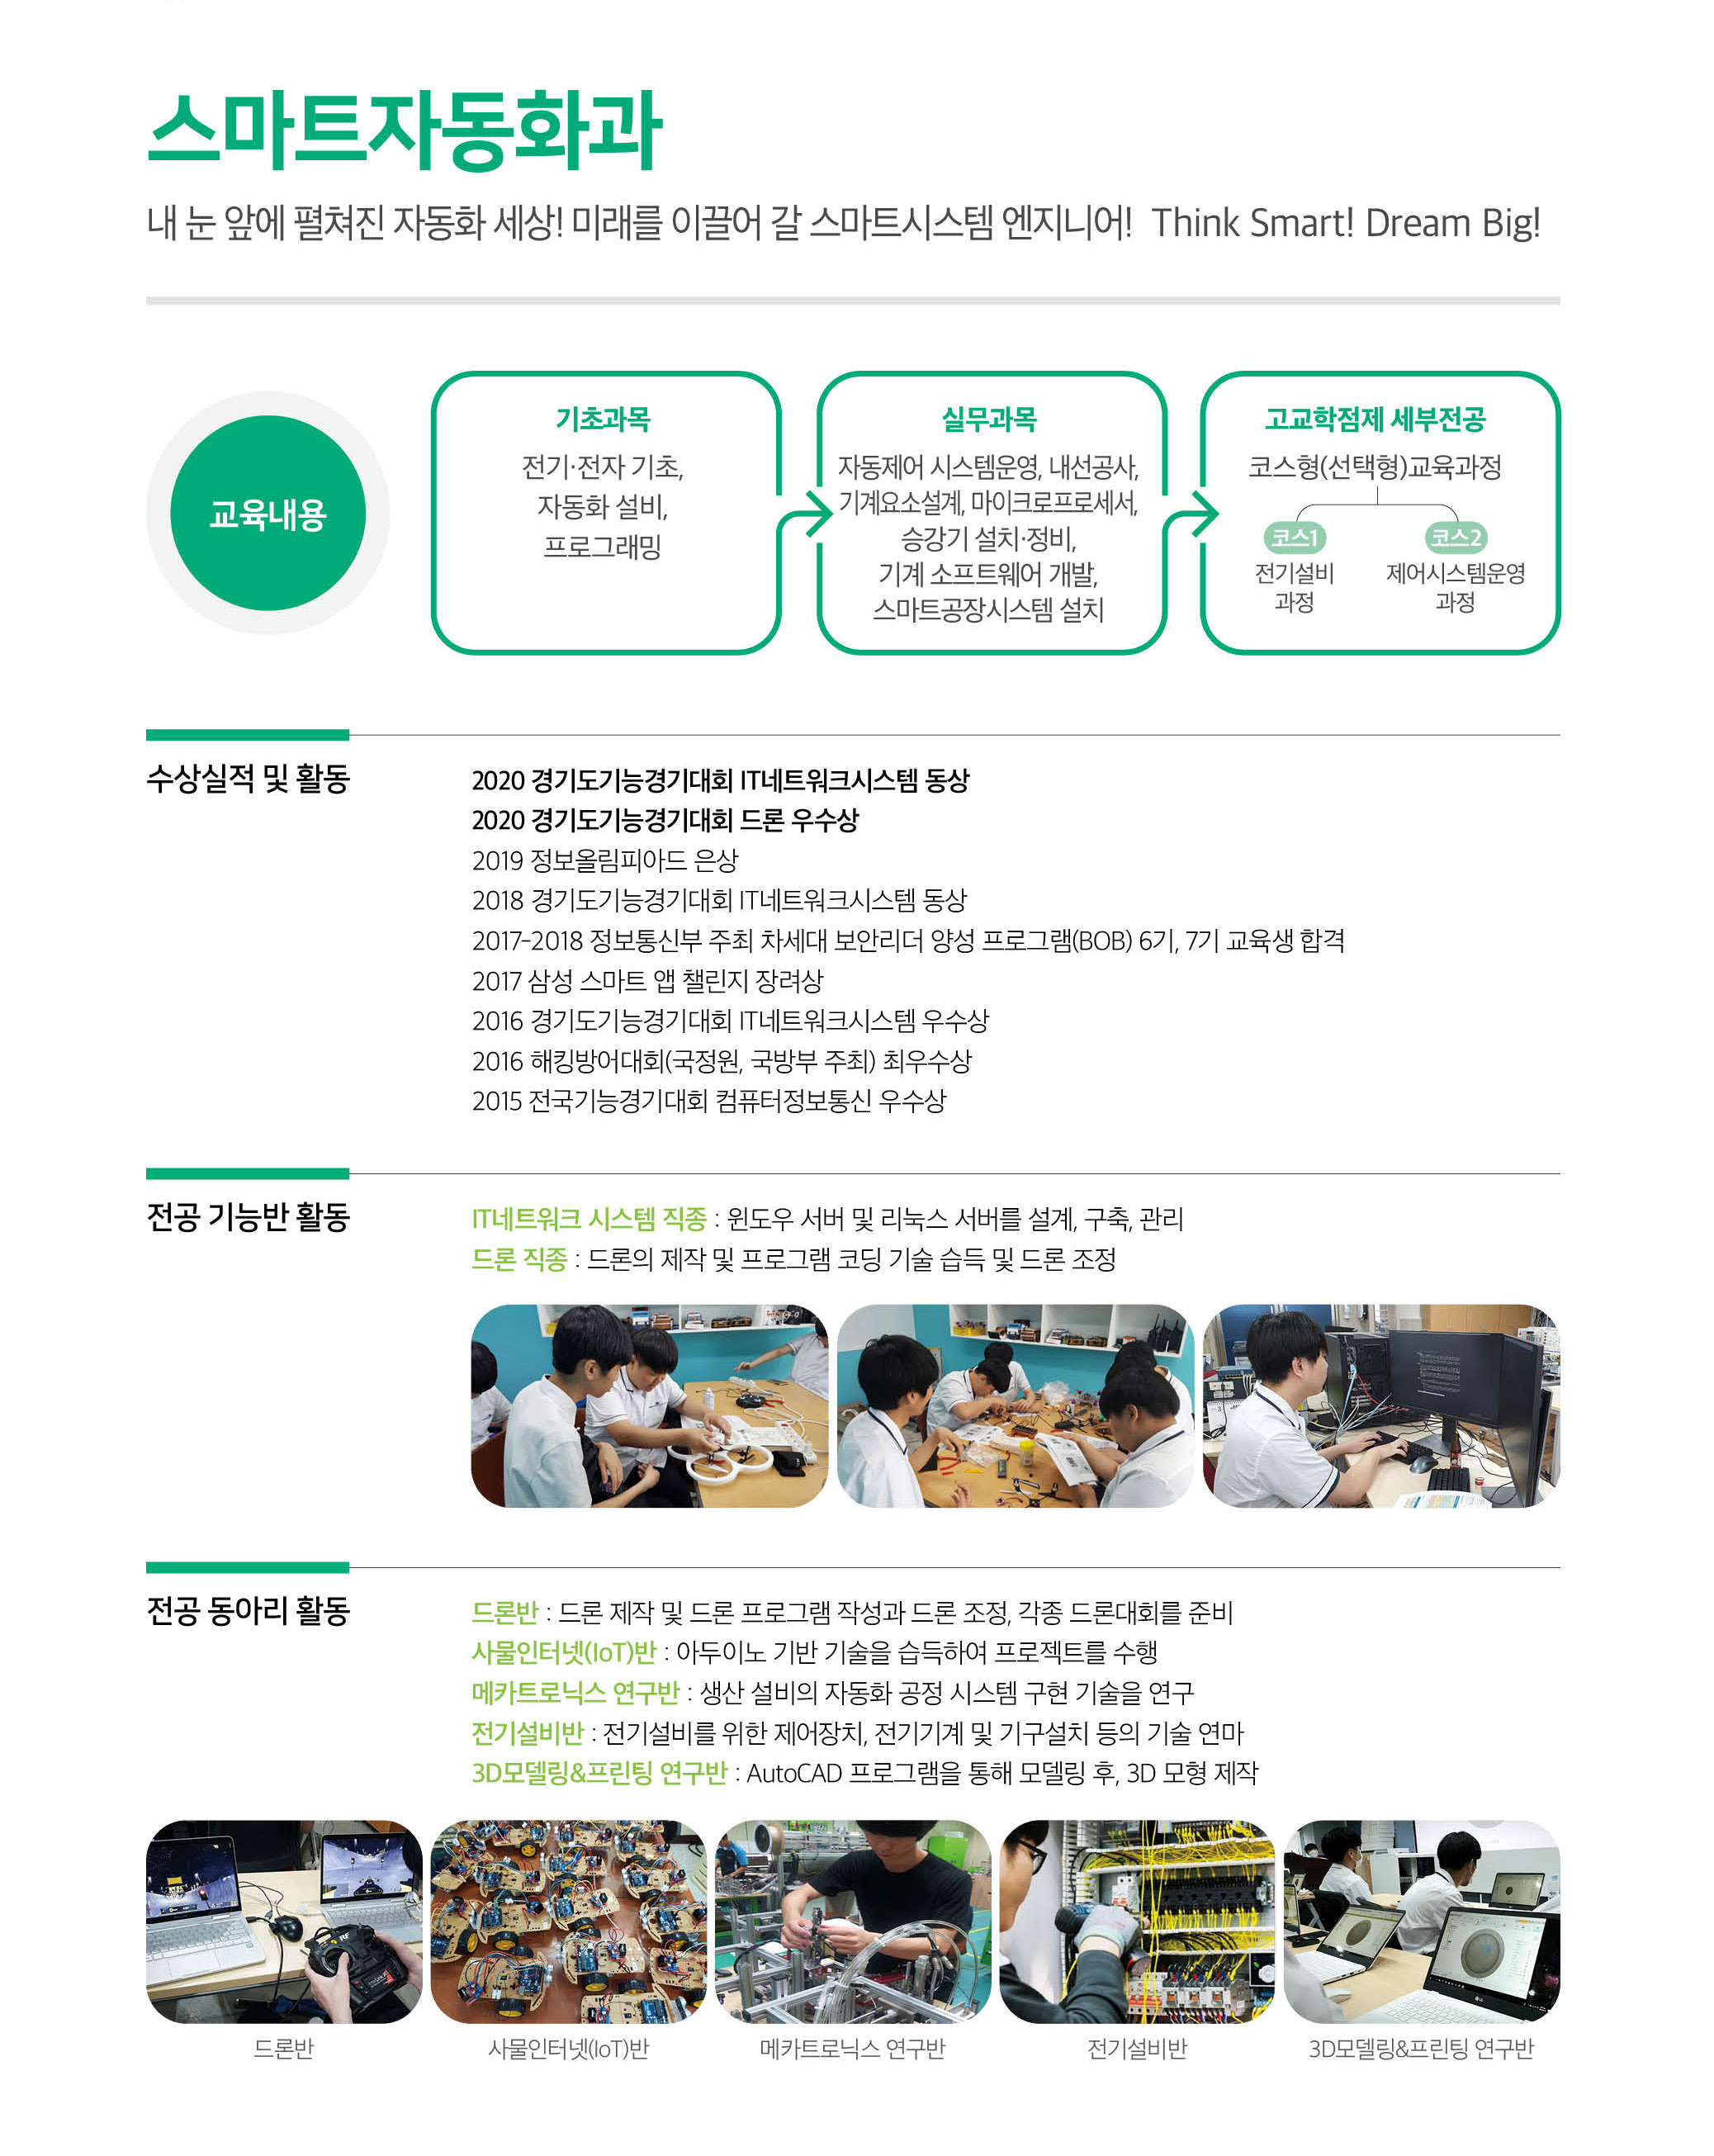 스마트자동화과
내 눈 앞에 펼쳐진 자동화 세상! 미래를 이끌어 갈 스마트시스템 엔지니어! Think Smart! Dream Big!
교육내용
기초과목
전기·전자 기초,
자동화 설비,
프로그래밍
실무과목
자동제어 시스템운영, 내선공사,
기계요소설계, 마이크로프로세서,
승강기 설치·정비,
기계 소프트웨어 개발,
스마트공장시스템 설치
고교학점제 세부전공
코스형(선택형)교육과정
코스1
전기설비
과정
코스2
제어시스템운영
과정
수상실적 및 활동
2020 경기도기능경기대회 IT네트워크시스템 동상
2020 경기도기능경기대회 드론 우수상
2019 정보올림피아드 은상
2018 경기도기능경기대회 IT네트워크시스템 동상
2017-2018 정보통신부 주최 차세대 보안리더 양성 프로그램(BOB) 6기, 7기 교육생 합격
2017 삼성 스마트 앱 챌린지 장려상
2016 경기도기능경기대회 IT네트워크시스템 우수상
2016 해킹방어대회(국정원, 국방부 주최) 최우수상
2015 전국기능경기대회 컴퓨터정보통신 우수상
전공 기능반 활동
IT네트워크 시스템 직종 : 윈도우 서버 및 리눅스 서버를 설계, 구축, 관리
드론 직종 : 드론의 제작 및 프로그램 코딩 기술 습득 및 드론 조정
전공 동아리 활동
드론반 : 드론 제작 및 드론 프로그램 작성과 드론 조정, 각종 드론대회를 준비
사물인터넷(IoT)반 : 아두이노 기반 기술을 습득하여 프로젝트를 수행
메카트로닉스 연구반 : 생산 설비의 자동화 공정 시스템 구현 기술을 연구
전기설비반 : 전기설비를 위한 제어장치, 전기기계 및 기구설치 등의 기술 연마
3D모델링&프린팅 연구반 : AutoCAD 프로그램을 통해 모델링 후, 3D 모형 제작
드론반
사물인터넷(IoT)반
메카트로닉스 연구반
전기설비반
3D모델링&프린팅 연구반